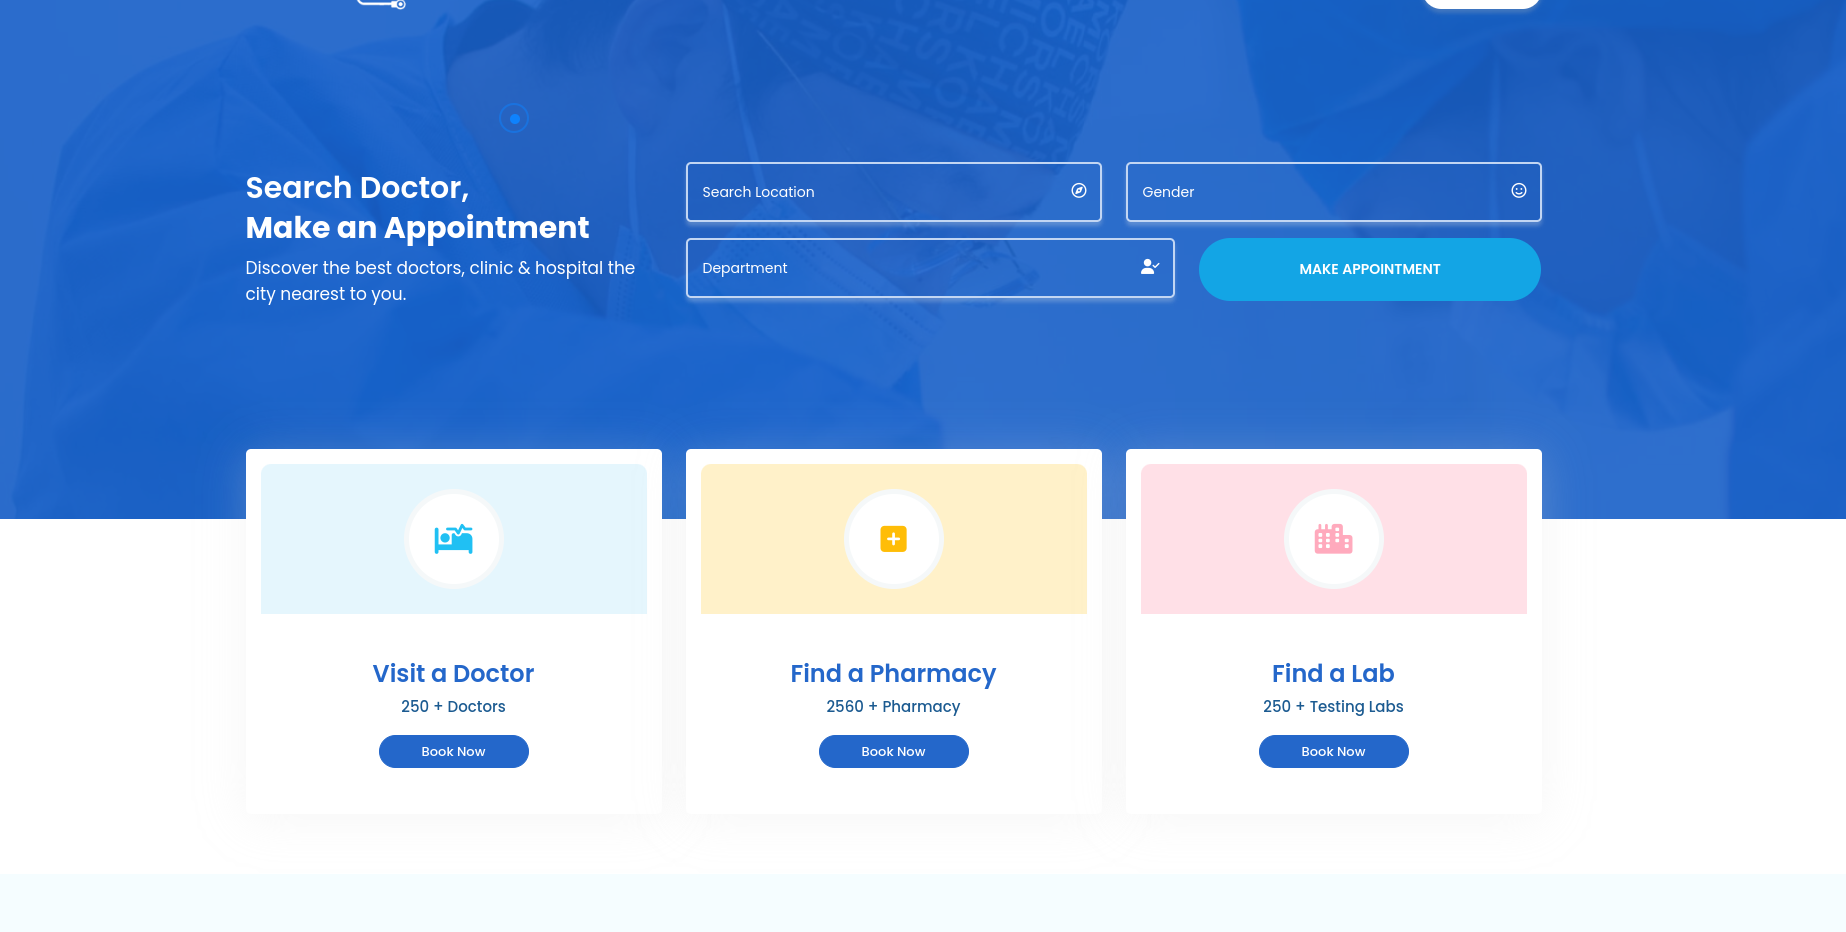 Search Doctor,
Make an Appointment
Discover the best doctors, clinic & hospital the
city nearest to you.
Search Location
Gender
Department
MAKE APPOINTMENT
Visit a Doctor
250 + Doctors
Book Now
Find a Pharmacy
2560 + Pharmacy
Book Now
Find a Lab
250 + Testing Labs
Book Now